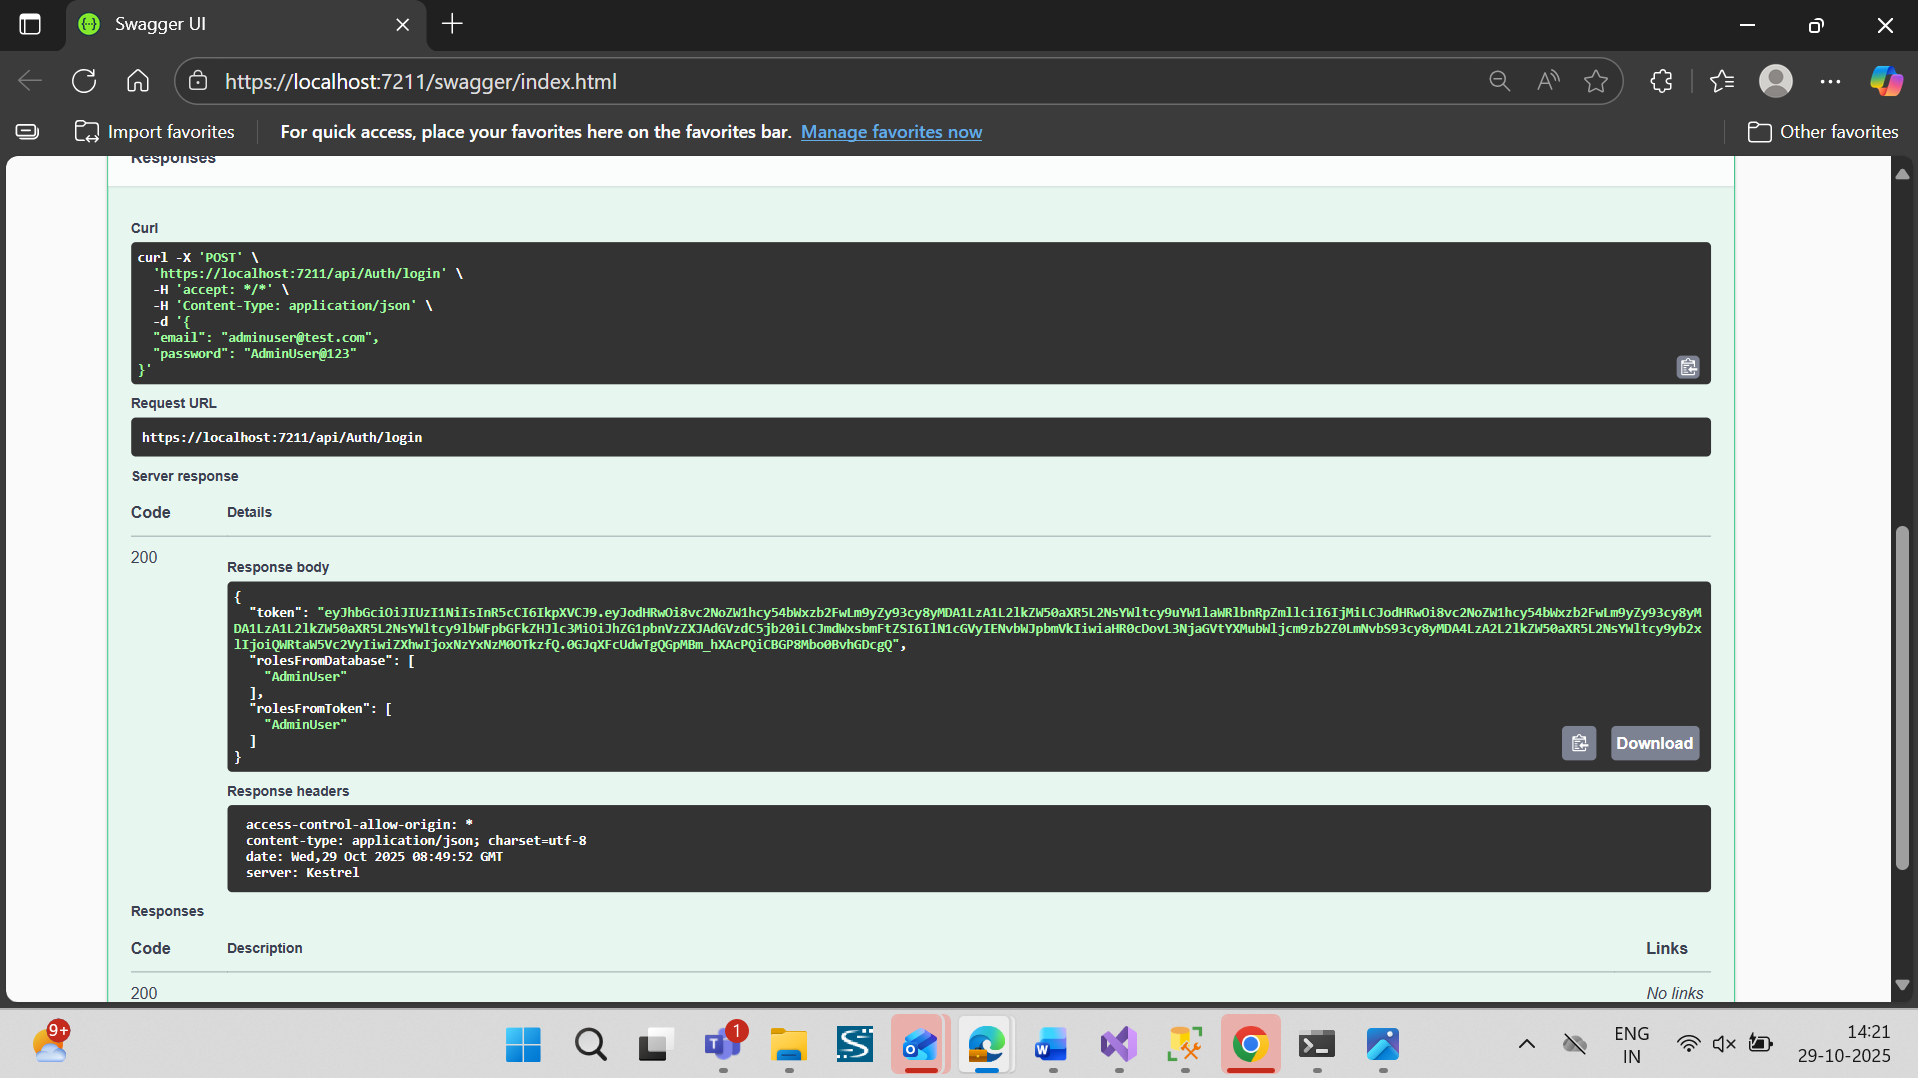 Swagger UI
https://localhost:7211/swagger/index.html
Import favorites
For quick access, place your favorites here on the favorites bar. Manage favorites now
Other favorites
Responses
Curl
curl -X 'POST' \
'https://localhost:7211/api/Auth/login' \
-H 'accept: */*' \
-H 'Content-Type: application/json' \
-d '{
"email": "adminuser@test.com",
"password": "AdminUser@123"
}'
Request URL
https://localhost:7211/api/Auth/login
Server response
Code Details
200
Response body
{
"token": "eyJhbGciOiJIUzI1NiIsInR5cCI6IkpXVCJ9.eyJodHRwOi8vc2NoZW1hcy54bWxzb2FwLm9yZy93cy8yMDA1LzA1L2lkZW50aXR5L2NsYWltcy9uYW1laWRlbnRpZmllciI6IjMiLCJodHRwOi8vc2NoZW1hcy54bWxzb2FwLm9yZy93cy8yM
DA1LzA1L2lkZW50aXR5L2NsYWltcy9lbWFpbGFkZHJlc3MiOiJhZG1pbnVzZXJAdGVzdC5jb20iLCJmdWxsbmFtZSI6IlN1cGVyIENvbWJpbmVkIiwiaHR0cDovL3NjaGVtYXMubWljcm9zb2Z0LmNvbS93cy8yMDA4LzA2L2lkZW50aXR5L2NsYWltcy9yb2x
lIjoiQWRtaW5Vc2VyIiwiZXhwIjoxNzYxNzM0OTkzfQ.0GJqXFcUdwTgQGpMBm_hXAcPQiCBGP8Mbo0BvhGDcgQ",
"rolesFromDatabase": [
"AdminUser"
],
"rolesFromToken": [
"AdminUser"
]
}
Download
Response headers
access-control-allow-origin: *
content-type: application/json; charset=utf-8
date: Wed,29 Oct 2025 08:49:52 GMT
server: Kestrel
Responses
Code Description Links
200 No links
9+
1
ENG
IN
14:21
29-10-2025